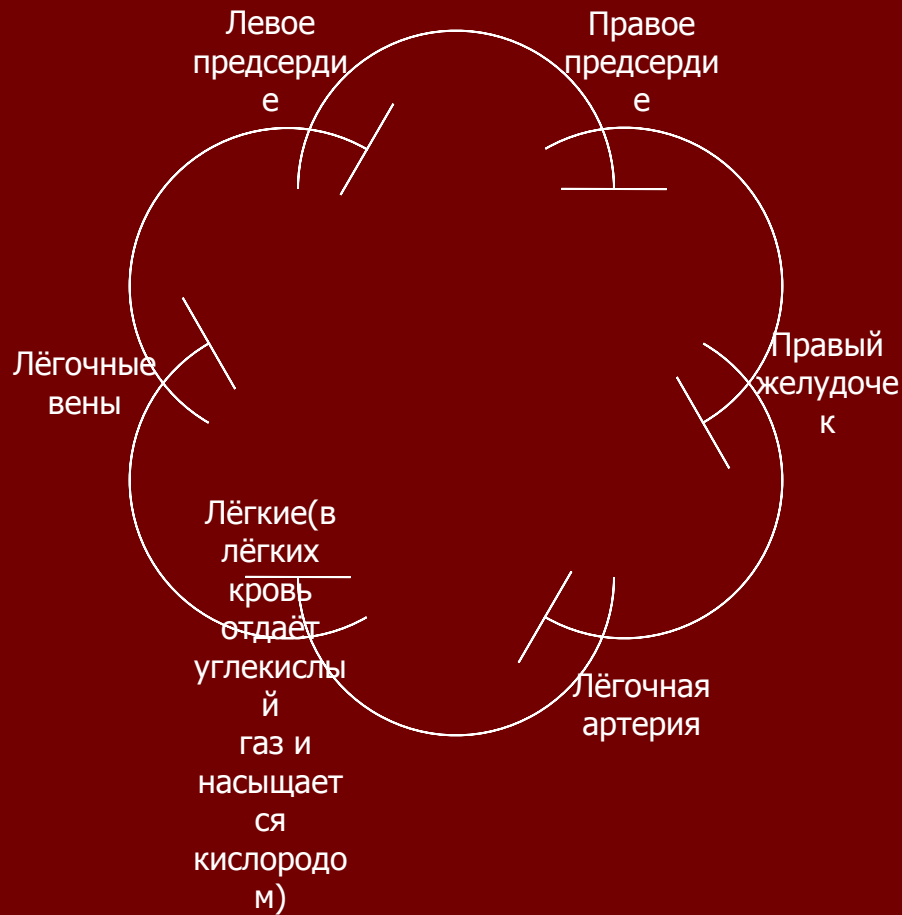 Левое
предсерди
е
Правое
предсерди
е
Правый
желудоче
к
Лёгочная
артерия
Лёгкие(в
лёгких
кровь
отдаёт
углекислы
й
газ и
насыщает
ся
кислородо
м)
Лёгочные
вены